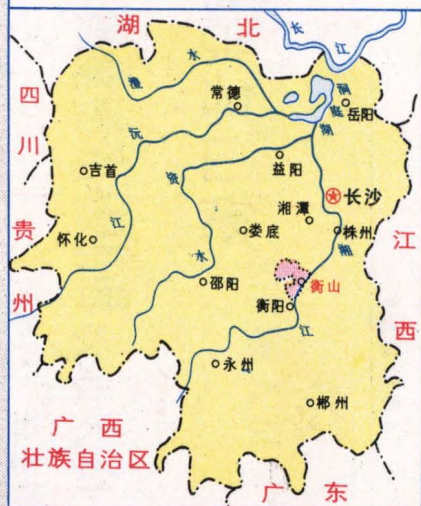 湖北
长江
四川
澧水
常德
洞庭湖
岳阳
沅江
吉首
资水
益阳
长沙
湘潭
贵州
怀化
娄底
株州
湘江
江西
邵阳
衡山
衡阳
永州
郴州
广西
壮族自治区
广东